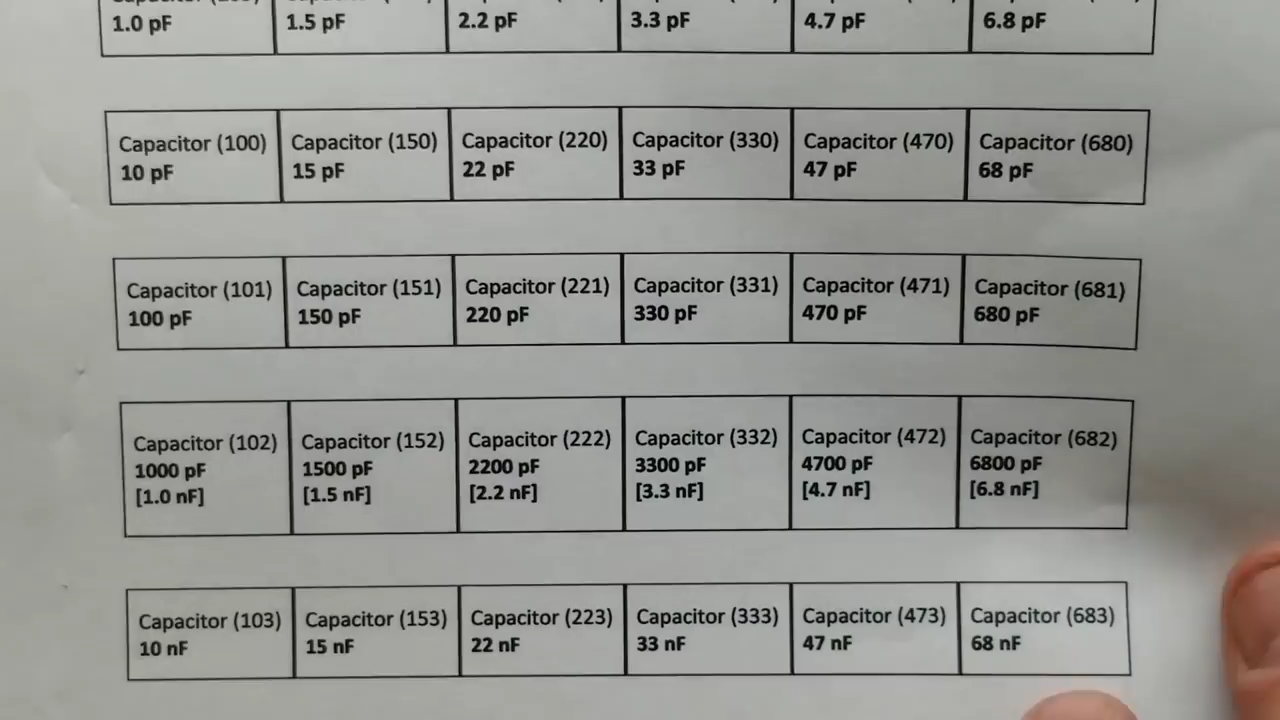 1.0 pF 1.5 pF 2.2 pF 3.3 pF 4.7 pF 6.8 pF
Capacitor (100) Capacitor (150) Capacitor (220) Capacitor (330) Capacitor (470) Capacitor (680)
10 pF 15 pF 22 pF 33 pF 47 pF 68 pF
Capacitor (101) Capacitor (151) Capacitor (221) Capacitor (331) Capacitor (471) Capacitor (681)
100 pF 150 pF 220 pF 330 pF 470 pF 680 pF
Capacitor (102) Capacitor (152) Capacitor (222) Capacitor (332) Capacitor (472) Capacitor (682)
1000 pF 1500 pF 2200 pF 3300 pF 4700 pF 6800 pF
[1.0 nF] [1.5 nF] [2.2 nF] [3.3 nF] [4.7 nF] [6.8 nF]
Capacitor (103) Capacitor (153) Capacitor (223) Capacitor (333) Capacitor (473) Capacitor (683)
10 nF 15 nF 22 nF 33 nF 47 nF 68 nF